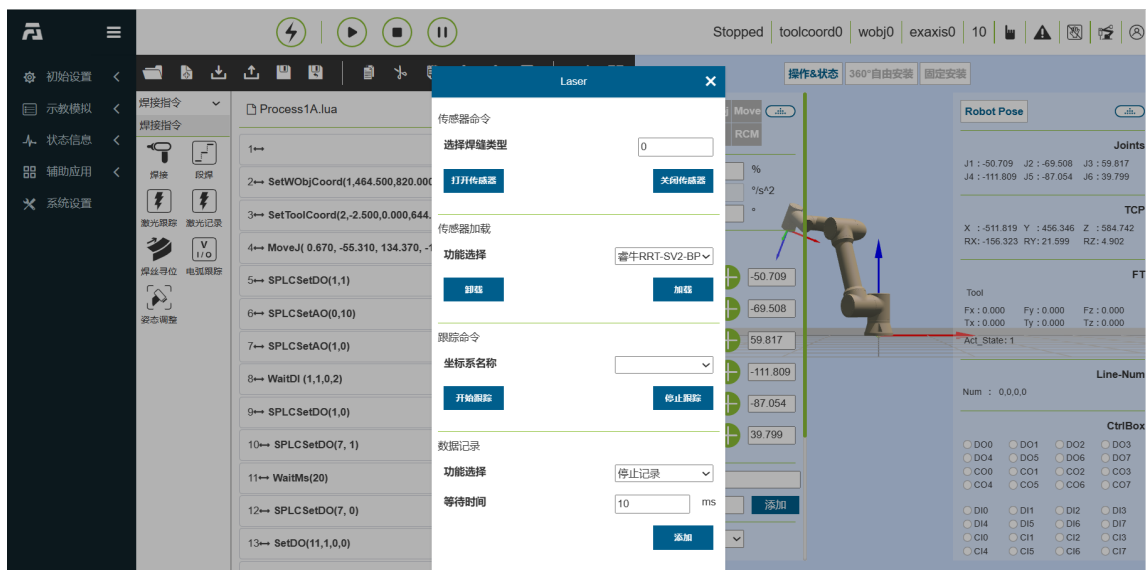 Stopped toolcoord0 wobj0 exaxis0 10
初始设置
示教模拟
状态信息
辅助应用
系统设置
焊接指令
焊接指令
焊接 段焊
激光跟踪 激光记录
焊丝寻位 电弧跟踪
姿态调整
Process1A.lua
1
2 SetWObjCoord(1,464.500,820.000
3 SetToolCoord(2,-2.500,0.000,644.
4 MoveJ( 0.670, -55.310, 134.370, -1
5 SPLCSetDO(1,1)
6 SPLCSetAO(0,10)
7 SPLCSetAO(1,0)
8 WaitDI (1,1,0,2)
9 SPLCSetDO(1,0)
10 SPLCSetDO(7, 1)
11 WaitMs(20)
12 SPLCSetDO(7, 0)
13 SetDO(11,1,0,0)
Laser
传感器命令
选择焊缝类型 0
打开传感器 关闭传感器
传感器加载
功能选择 睿牛RRT-SV2-BP
卸载 加载
跟踪命令
坐标系名称
开始跟踪 停止跟踪
数据记录
功能选择 停止记录
等待时间 10 ms
添加
操作&状态 360°自由安装 固定安装
Move
RCM
%
°/s^2
°
-50.709
-69.508
59.817
-111.809
-87.054
39.799
添加
Robot Pose
Joints
J1 : -50.709 J2 : -69.508 J3 : 59.817
J4 : -111.809 J5 : -87.054 J6 : 39.799
TCP
X : -511.819 Y : 456.346 Z : 584.742
RX: -156.323 RY: 21.599 RZ: 4.902
FT
Tool
Fx : 0.000 Fy : 0.000 Fz : 0.000
Tx : 0.000 Ty : 0.000 Tz : 0.000
Act_State: 1
Line-Num
Num : 0,0,0,0
CtrlBox
DO0 DO1 DO2 DO3
DO4 DO5 DO6 DO7
CO0 CO1 CO2 CO3
CO4 CO5 CO6 CO7
DI0 DI1 DI2 DI3
DI4 DI5 DI6 DI7
CI0 CI1 CI2 CI3
CI4 CI5 CI6 CI7